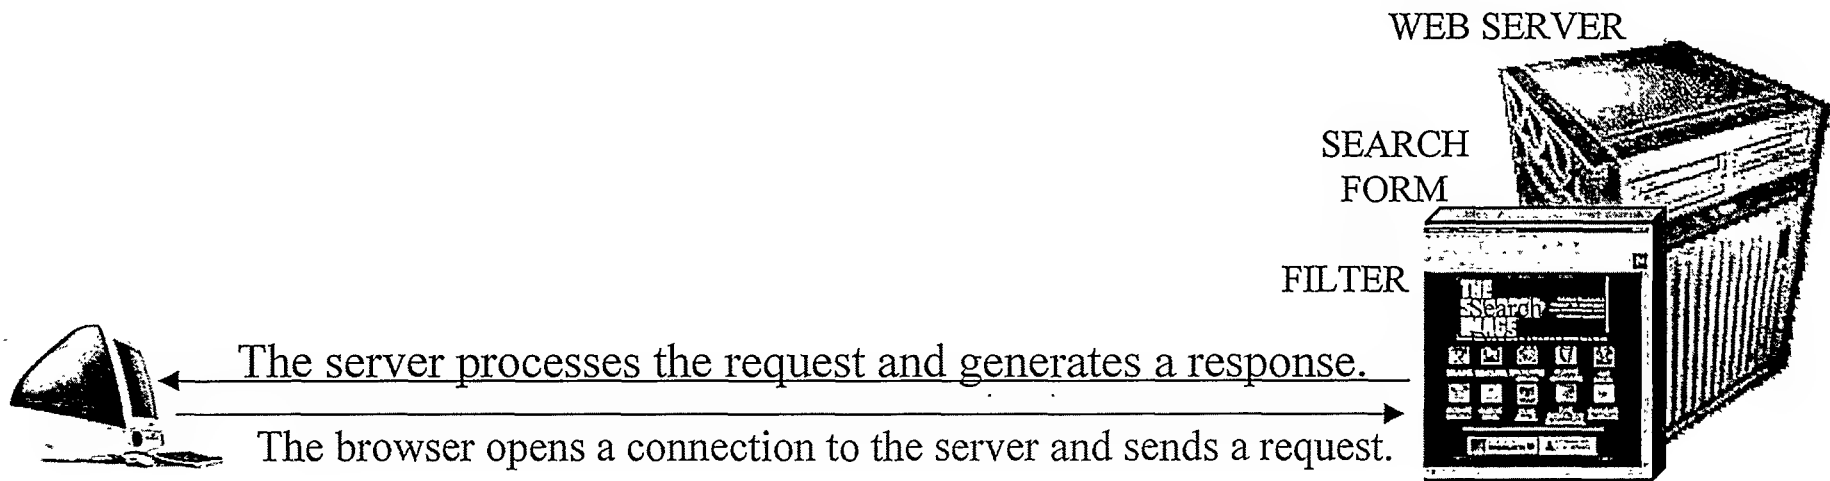 WEB SERVER
SEARCH
FORM
FILTER
THE
Search
The server processes the request and generates a response.
The browser opens a connection to the server and sends a request.